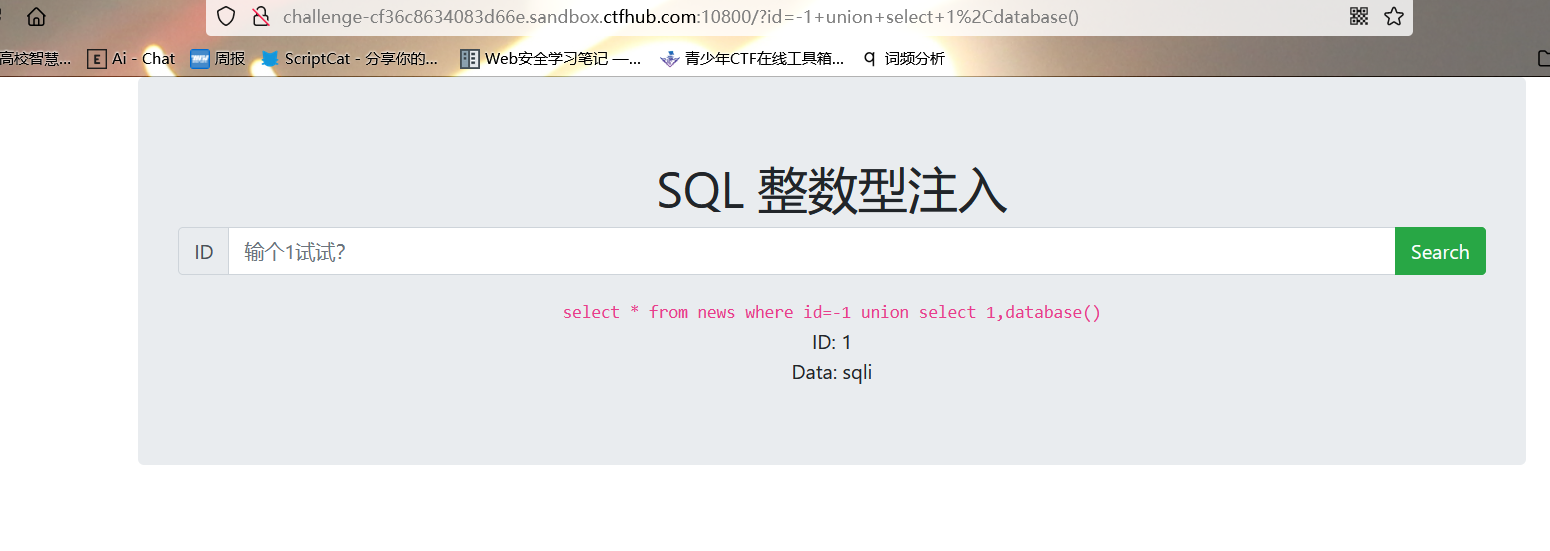 challenge-cf36c8634083d66e.sandbox.ctfhub.com:10800/?id=-1+union+select+1%2Cdatabase()
高校智慧... E Ai - Chat 周报 ScriptCat - 分享你的... Web安全学习笔记 —... 青少年CTF在线工具箱... 词频分析
SQL 整数型注入
ID 输个1试试? Search
select * from news where id=-1 union select 1,database()
ID: 1
Data: sqli